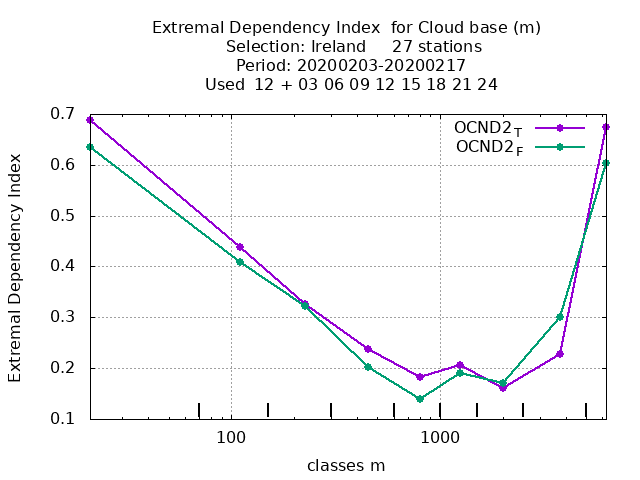 Extremal Dependency Index  for Cloud base (m)
Selection: Ireland     27 stations
Period: 20200203-20200217
Used  12 + 03 06 09 12 15 18 21 24
OCND2_T
OCND2_F
Extremal Dependency Index
0.7
0.6
0.5
0.4
0.3
0.2
0.1
100 1000
classes m